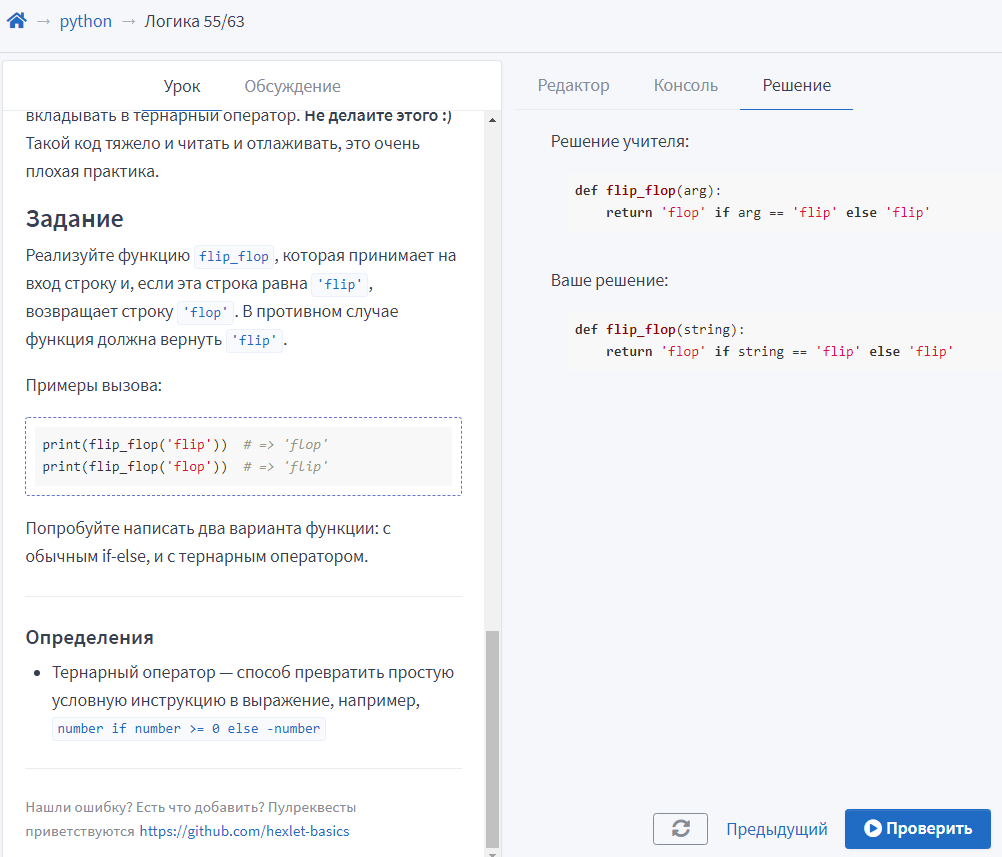 → python → Логика 55/63
Урок Обсуждение
вкладывать в тернарный оператор. Не делайте этого :)
Такой код тяжело и читать и отлаживать, это очень
плохая практика.
Задание
Реализуйте функцию flip_flop, которая принимает на
вход строку и, если эта строка равна 'flip',
возвращает строку 'flop'. В противном случае
функция должна вернуть 'flip'.
Примеры вызова:
print(flip_flop('flip'))  # => 'flop'
print(flip_flop('flop'))  # => 'flip'
Попробуйте написать два варианта функции: с
обычным if-else, и с тернарным оператором.
Определения
• Тернарный оператор — способ превратить простую
условную инструкцию в выражение, например,
number if number >= 0 else -number
Нашли ошибку? Есть что добавить? Пулреквесты
приветствуются https://github.com/hexlet-basics
Редактор Консоль Решение
Решение учителя:
def flip_flop(arg):
    return 'flop' if arg == 'flip' else 'flip'
Ваше решение:
def flip_flop(string):
    return 'flop' if string == 'flip' else 'flip'
Предыдущий Проверить